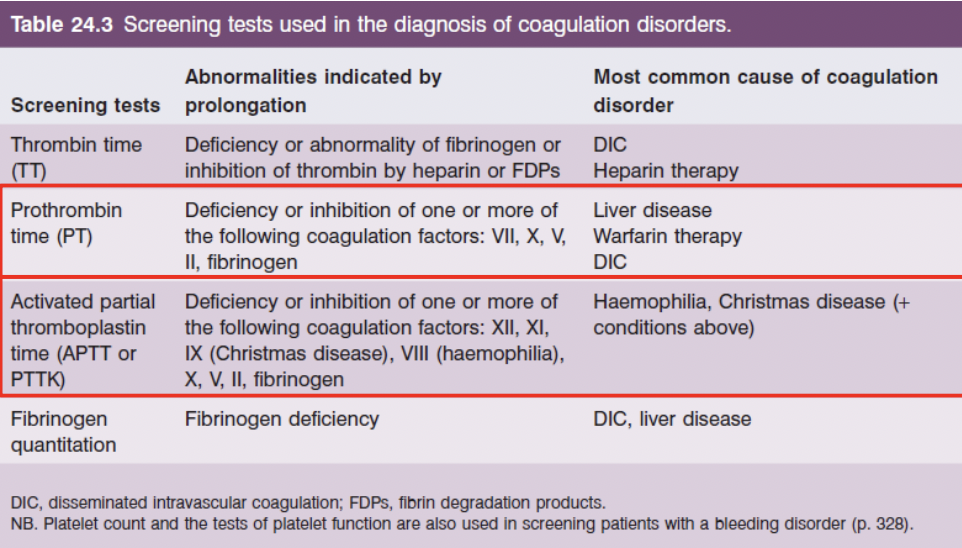 Table 24.3 Screening tests used in the diagnosis of coagulation disorders.
Screening tests
Abnormalities indicated by
prolongation
Most common cause of coagulation
disorder
Thrombin time
(TT)
Deficiency or abnormality of fibrinogen or
inhibition of thrombin by heparin or FDPs
DIC
Heparin therapy
Prothrombin
time (PT)
Deficiency or inhibition of one or more of
the following coagulation factors: VII, X, V,
II, fibrinogen
Liver disease
Warfarin therapy
DIC
Activated partial
thromboplastin
time (APTT or
PTTK)
Deficiency or inhibition of one or more of
the following coagulation factors: XII, XI,
IX (Christmas disease), VIII (haemophilia),
X, V, II, fibrinogen
Haemophilia, Christmas disease (+
conditions above)
Fibrinogen
quantitation
Fibrinogen deficiency
DIC, liver disease
DIC, disseminated intravascular coagulation; FDPs, fibrin degradation products.
NB. Platelet count and the tests of platelet function are also used in screening patients with a bleeding disorder (p. 328).